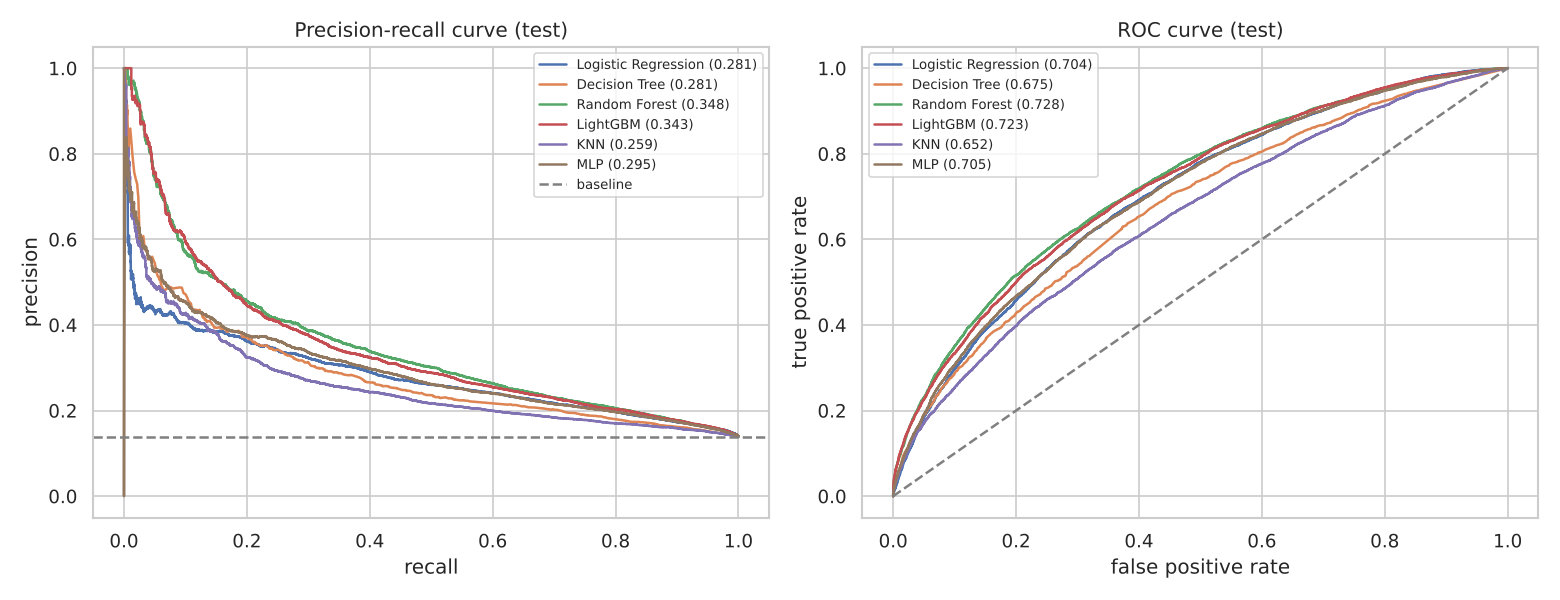 Precision-recall curve (test)
1.0
0.8
0.6
0.4
0.2
0.0
precision
Logistic Regression (0.281)
Decision Tree (0.281)
Random Forest (0.348)
LightGBM (0.343)
KNN (0.259)
MLP (0.295)
baseline
0.0 0.2 0.4 0.6 0.8 1.0
recall
ROC curve (test)
1.0
0.8
0.6
0.4
0.2
0.0
true positive rate
Logistic Regression (0.704)
Decision Tree (0.675)
Random Forest (0.728)
LightGBM (0.723)
KNN (0.652)
MLP (0.705)
0.0 0.2 0.4 0.6 0.8 1.0
false positive rate